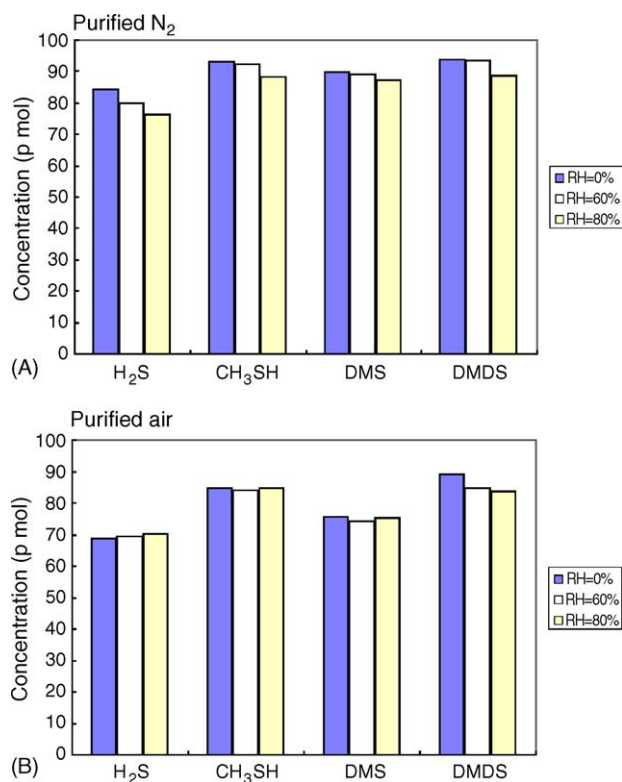 Purified N₂
100
90
80
70
60
50
40
30
20
10
0
Concentration (p mol)
H₂S CH₃SH DMS DMDS
RH=0%
RH=60%
RH=80%
(A)
Purified air
100
90
80
70
60
50
40
30
20
10
0
Concentration (p mol)
H₂S CH₃SH DMS DMDS
RH=0%
RH=60%
RH=80%
(B)